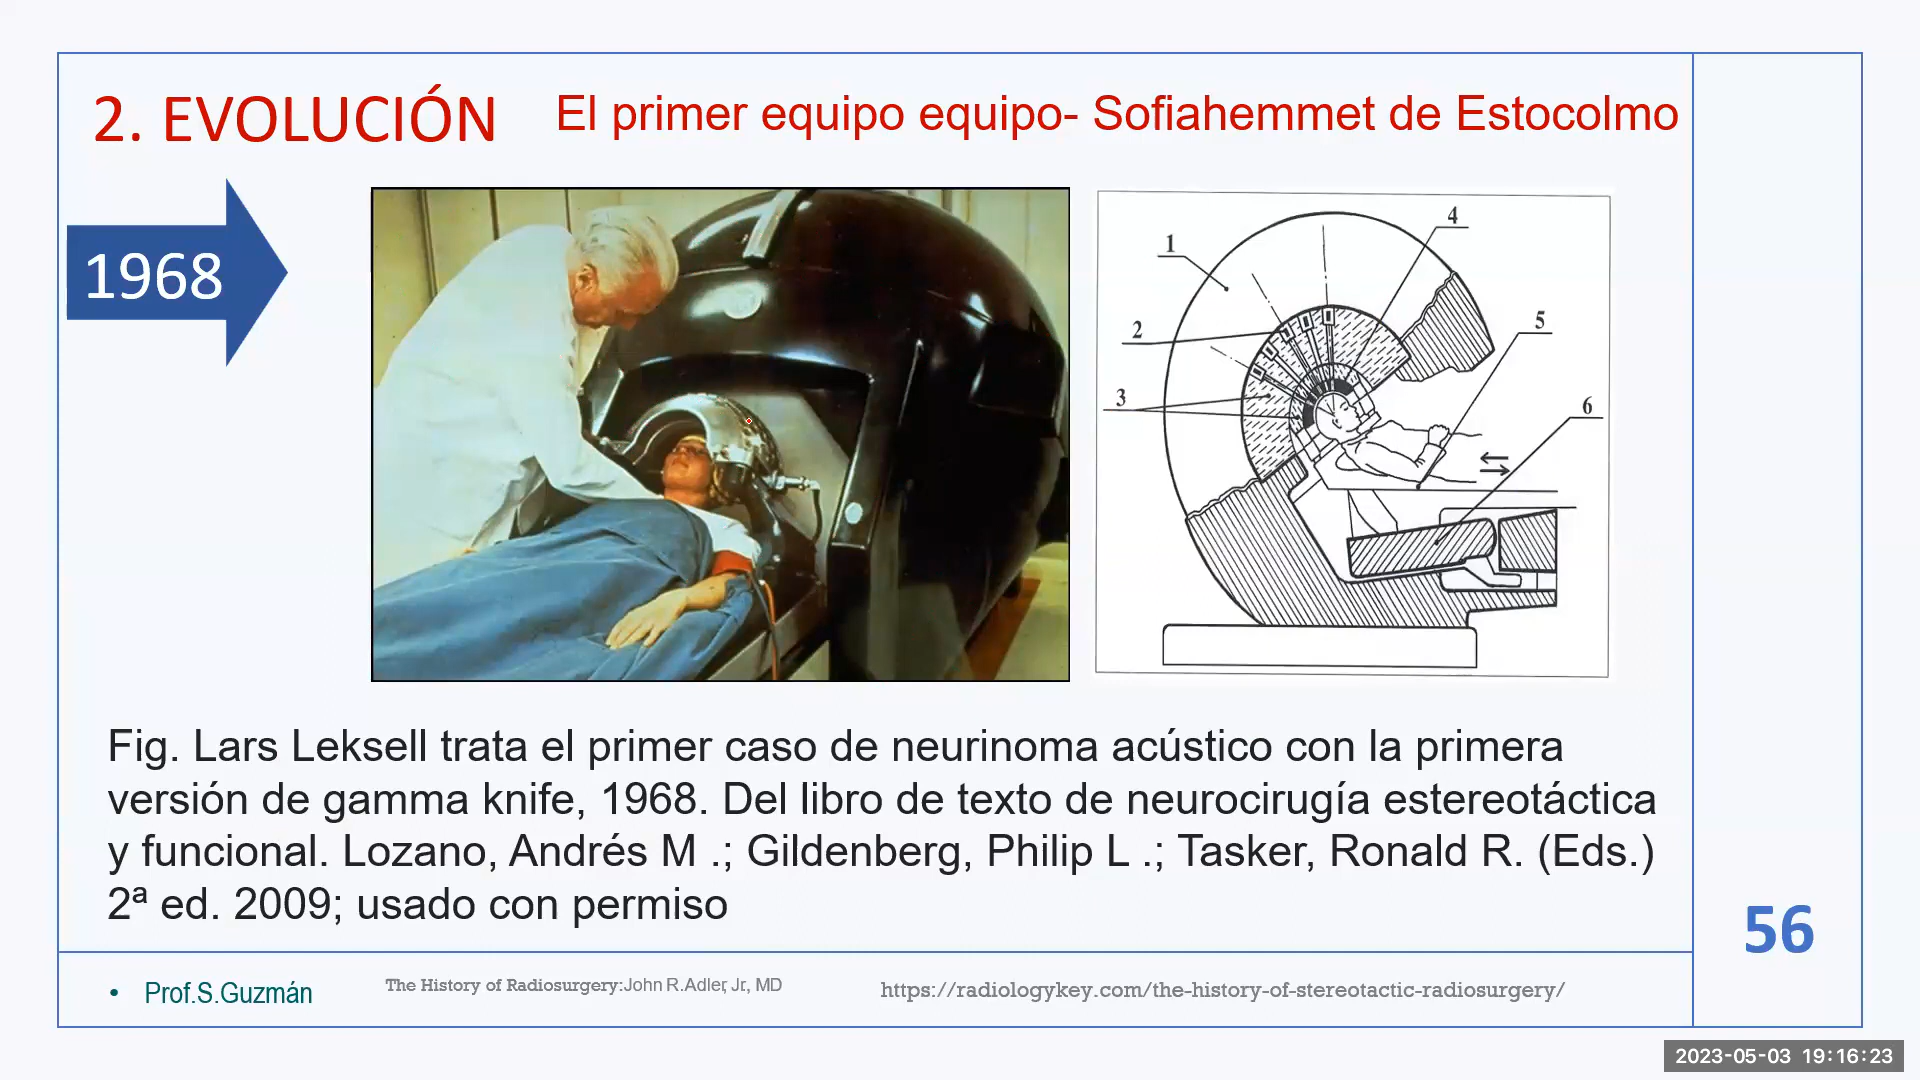 2. EVOLUCIÓN
El primer equipo equipo- Sofiahemmet de Estocolmo
1968
1
2
3
4
5
6
Fig. Lars Leksell trata el primer caso de neurinoma acústico con la primera
versión de gamma knife, 1968. Del libro de texto de neurocirugía estereotáctica
y funcional. Lozano, Andrés M .; Gildenberg, Philip L .; Tasker, Ronald R. (Eds.)
2ª ed. 2009; usado con permiso
56
• Prof.S.Guzmán
The History of Radiosurgery:John R.Adler, Jr, MD
https://radiologykey.com/the-history-of-stereotactic-radiosurgery/
2023-05-03 19:16:23